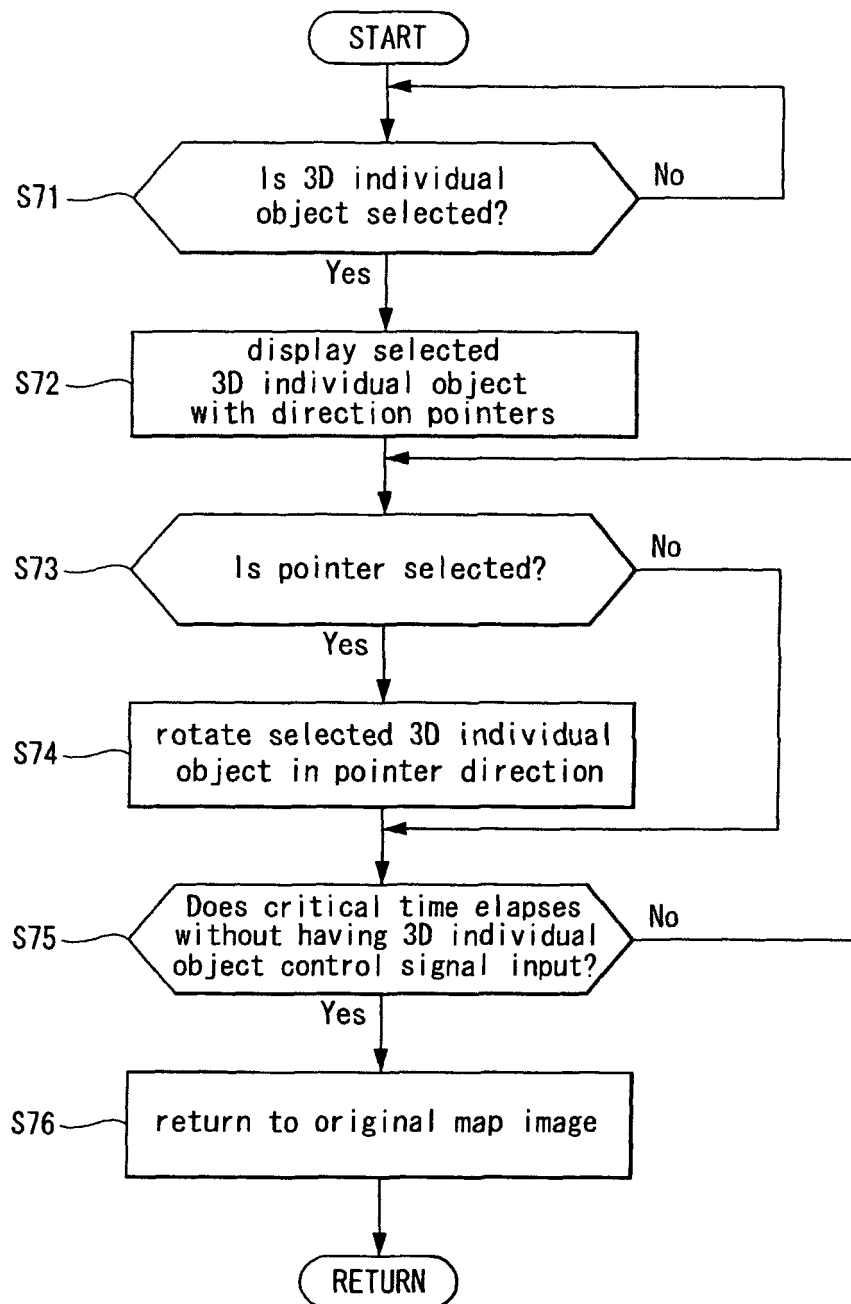 START
S71
Is 3D individual
object selected?
No
Yes
S72
display selected
3D individual object
with direction pointers
S73
Is pointer selected?
No
Yes
S74
rotate selected 3D individual
object in pointer direction
S75
Does critical time elapses
without having 3D individual
object control signal input?
No
Yes
S76
return to original map image
RETURN